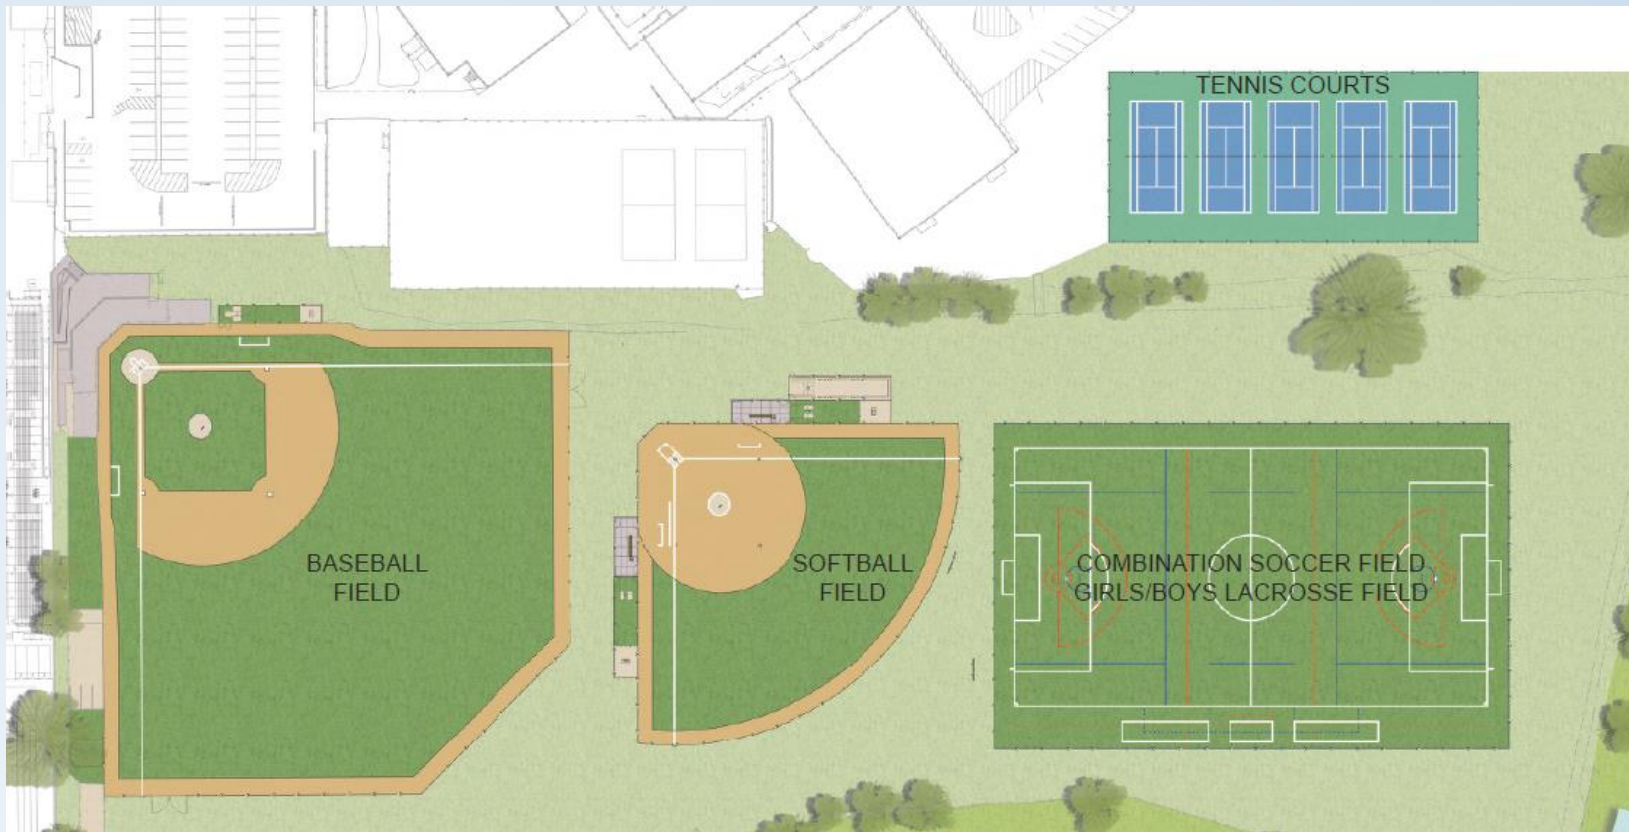 TENNIS COURTS
BASEBALL
FIELD
SOFTBALL
FIELD
COMBINATION SOCCER FIELD
GIRLS/BOYS LACROSSE FIELD